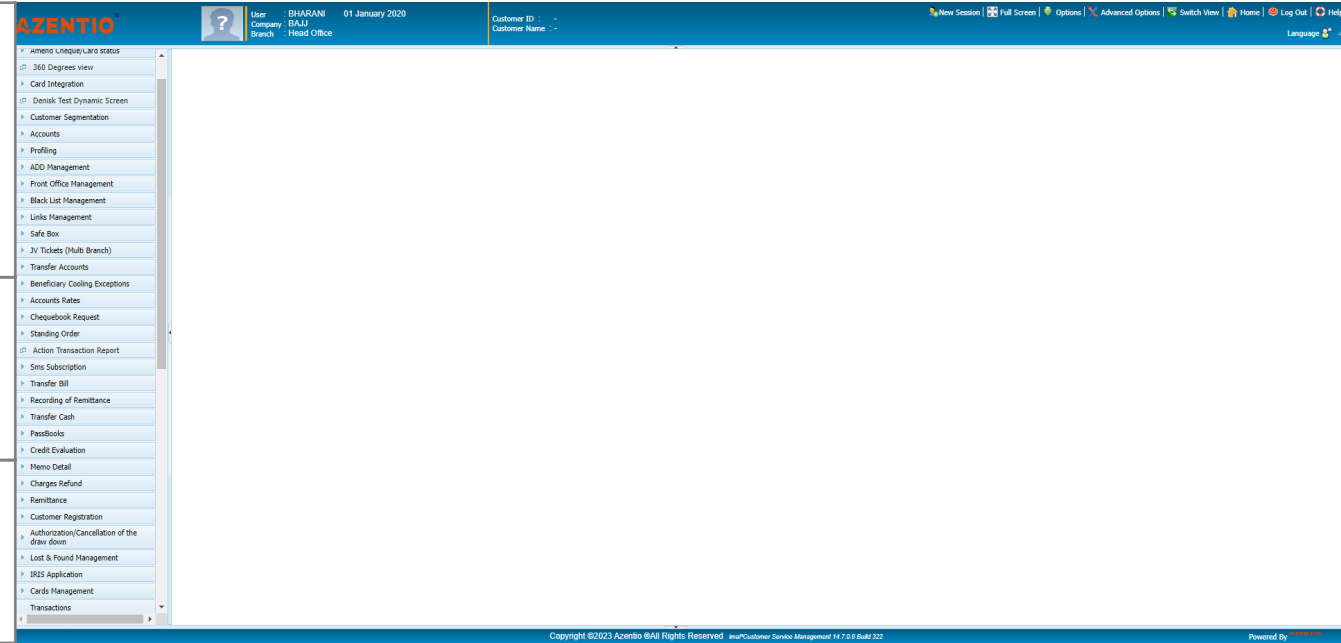 AZENTIO
User : BHARANI 01 January 2020
Company : BAJJ
Branch : Head Office
Customer ID : -
Customer Name : -
New Session | Full Screen | Options | Advanced Options | Switch View | Home | Log Out | Help
Language
Amend Cheque/Card status
360 Degrees view
Card Integration
Denisk Test Dynamic Screen
Customer Segmentation
Accounts
Profiling
ADD Management
Front Office Management
Black List Management
Links Management
Safe Box
JV Tickets (Multi Branch)
Transfer Accounts
Beneficiary Cooling Exceptions
Accounts Rates
Chequebook Request
Standing Order
Action Transaction Report
Sms Subscription
Transfer Bill
Recording of Remittance
Transfer Cash
PassBooks
Credit Evaluation
Memo Detail
Charges Refund
Remittance
Customer Registration
Authorization/Cancellation of the
draw down
Lost & Found Management
IRIS Application
Cards Management
Transactions
Copyright ©2023 Azentio ®All Rights Reserved imal®Customer Service Management 14.7.0.0 Build 322
Powered By AZENTIO